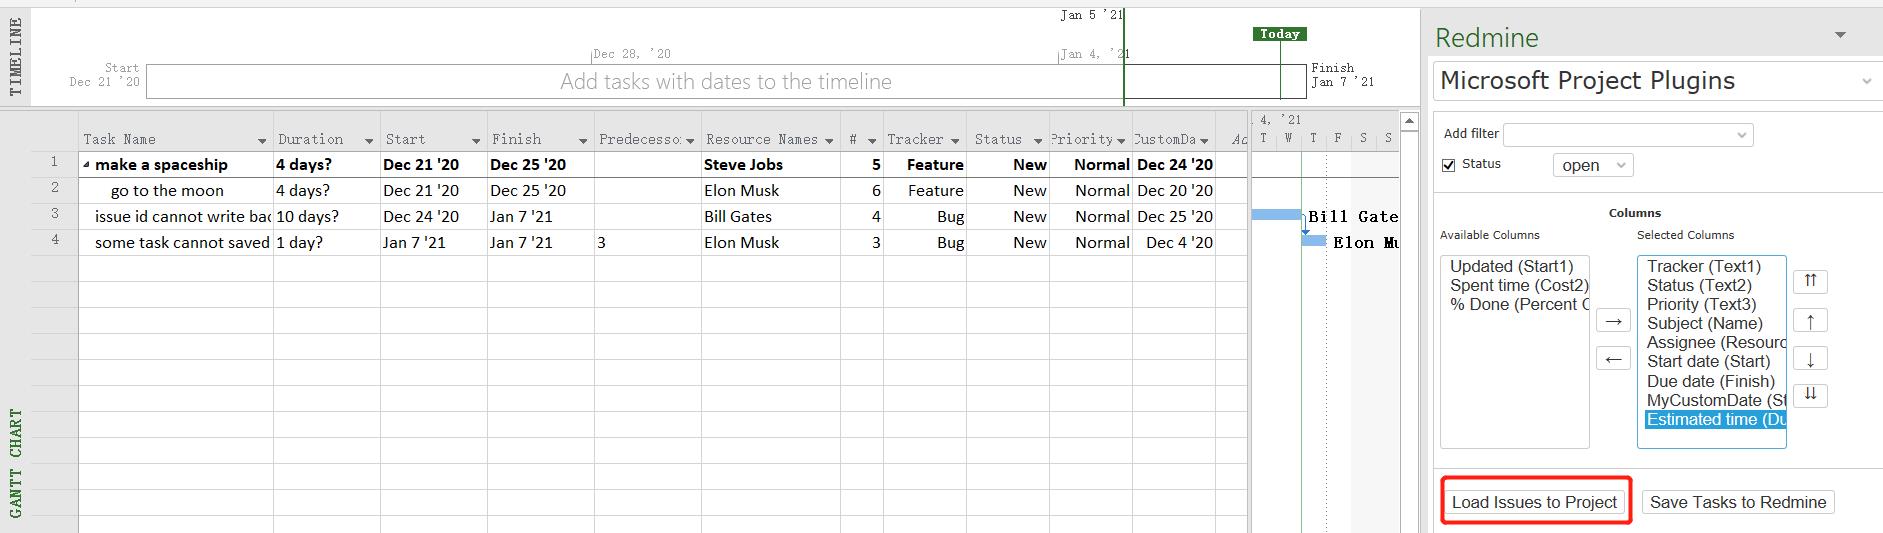 TIMELINE
Jan 5 '21
Today
Dec 28, '20
Jan 4, '21
Start
Dec 21 '20
Add tasks with dates to the timeline
Finish
Jan 7 '21
GANTT CHART
Task Name Duration Start Finish Predecesso Resource Names # Tracker Status Priority CustomDa Ac
4, '21
T W T F S S
1 make a spaceship 4 days? Dec 21 '20 Dec 25 '20 Steve Jobs 5 Feature New Normal Dec 24 '20
2 go to the moon 4 days? Dec 21 '20 Dec 25 '20 Elon Musk 6 Feature New Normal Dec 20 '20
3 issue id cannot write bac 10 days? Dec 24 '20 Jan 7 '21 Bill Gates 4 Bug New Normal Dec 25 '20
Bill Gates
4 some task cannot saved 1 day? Jan 7 '21 Jan 7 '21 3 Elon Musk 3 Bug New Normal Dec 4 '20
Elon Mu
Redmine
Microsoft Project Plugins
Add filter
Status open
Columns
Available Columns
Updated (Start1)
Spent time (Cost2)
% Done (Percent C
→
←
Selected Columns
Tracker (Text1)
Status (Text2)
Priority (Text3)
Subject (Name)
Assignee (Resourc
Start date (Start)
Due date (Finish)
MyCustomDate (St
Estimated time (Du
⇈
↑
↓
⇊
Load Issues to Project Save Tasks to Redmine